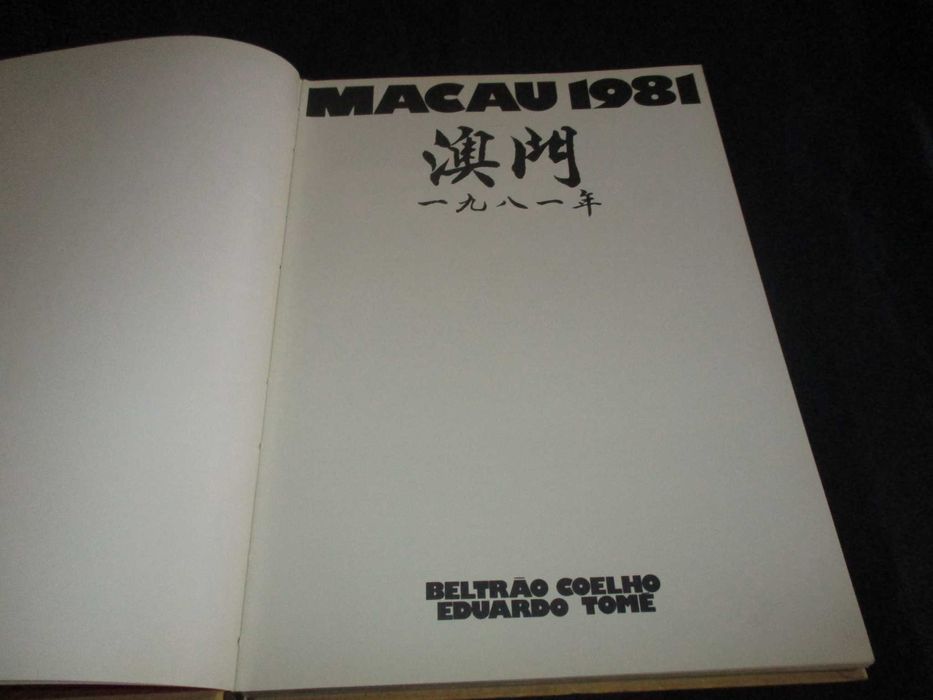 MACAU 1981
澳門
一九八一年
BELTRÃO COELHO
EDUARDO TOMÉ